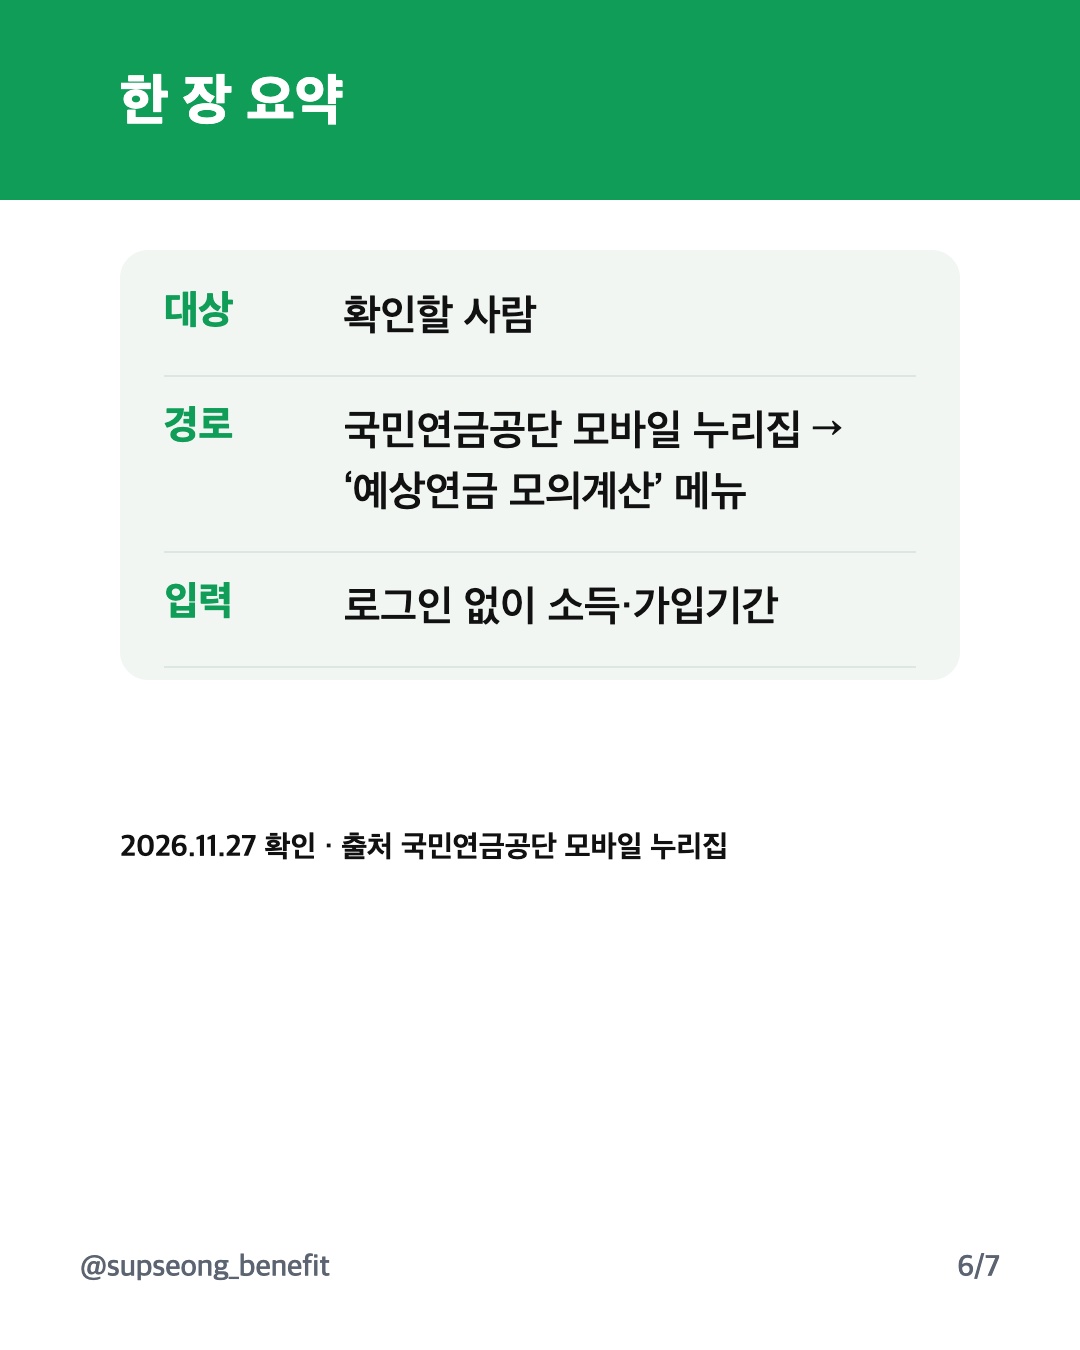 한 장 요약
대상 확인할 사람
경로 국민연금공단 모바일 누리집 →
‘예상연금 모의계산’ 메뉴
입력 로그인 없이 소득·가입기간
2026.11.27 확인 · 출처 국민연금공단 모바일 누리집
@supseong_benefit 6/7